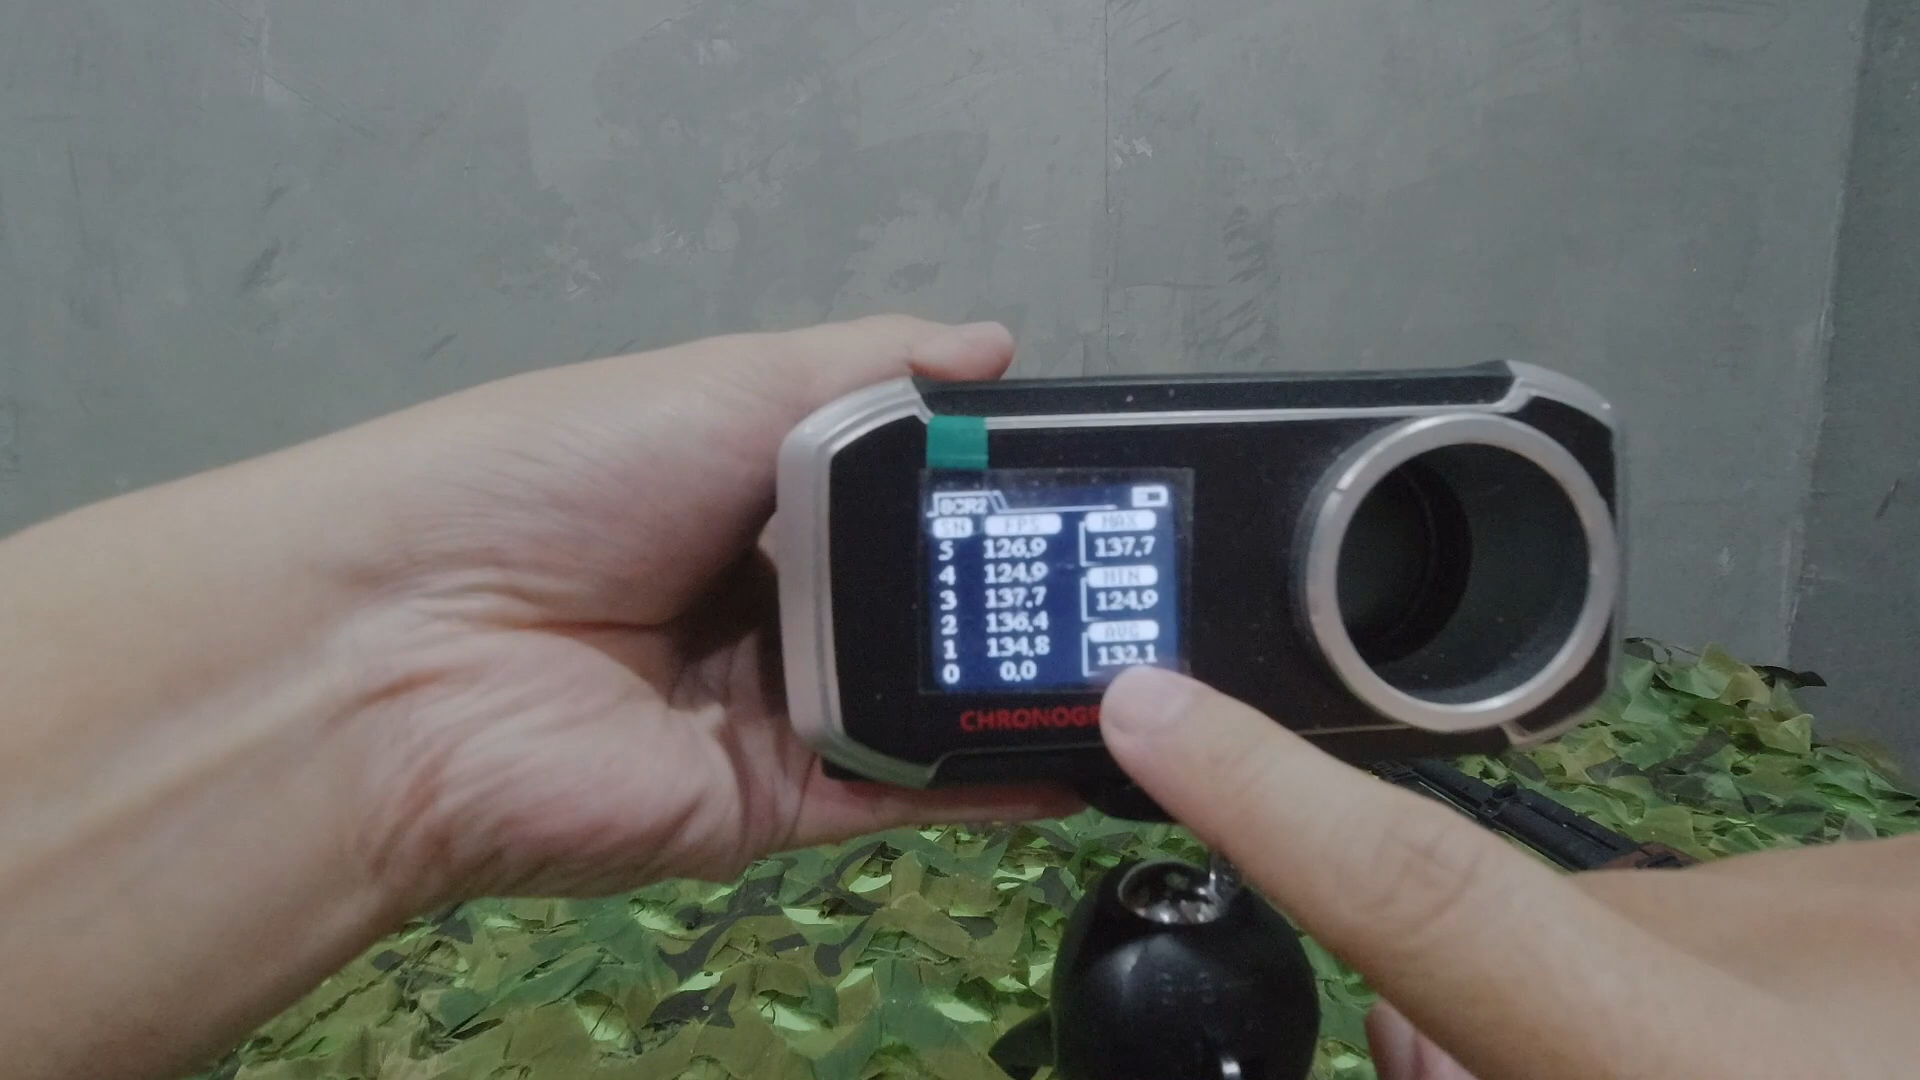 SCR2
SN FPS MAX
5 126.9 137.7
4 124.9 MIN
3 137.7 124.9
2 136.4 AVG
1 134.8 132.1
0 0.0
CHRONOGR